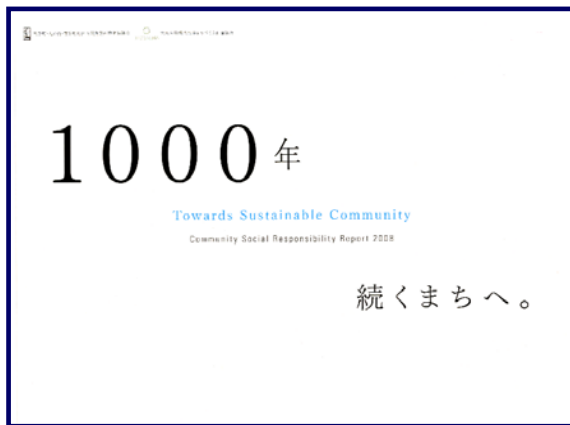 1000年
Towards Sustainable Community
Community Social Responsibility Report 2008
続くまちへ。